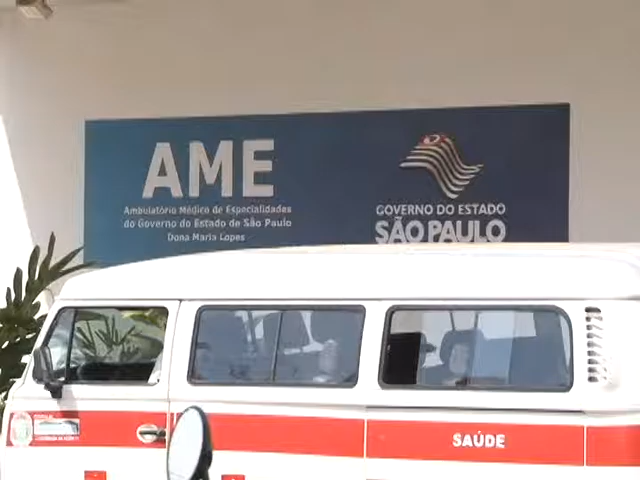 AME
Ambulatório Médico de Especialidades
do Governo do Estado de São Paulo
Dona Maria Lopes
GOVERNO DO ESTADO
SÃO PAULO
SAÚDE